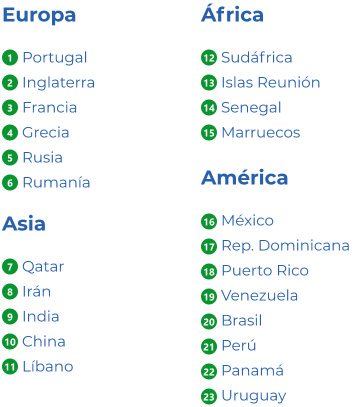 Europa
1 Portugal
2 Inglaterra
3 Francia
4 Grecia
5 Rusia
6 Rumanía
Asia
7 Qatar
8 Irán
9 India
10 China
11 Líbano
África
12 Sudáfrica
13 Islas Reunión
14 Senegal
15 Marruecos
América
16 México
17 Rep. Dominicana
18 Puerto Rico
19 Venezuela
20 Brasil
21 Perú
22 Panamá
23 Uruguay